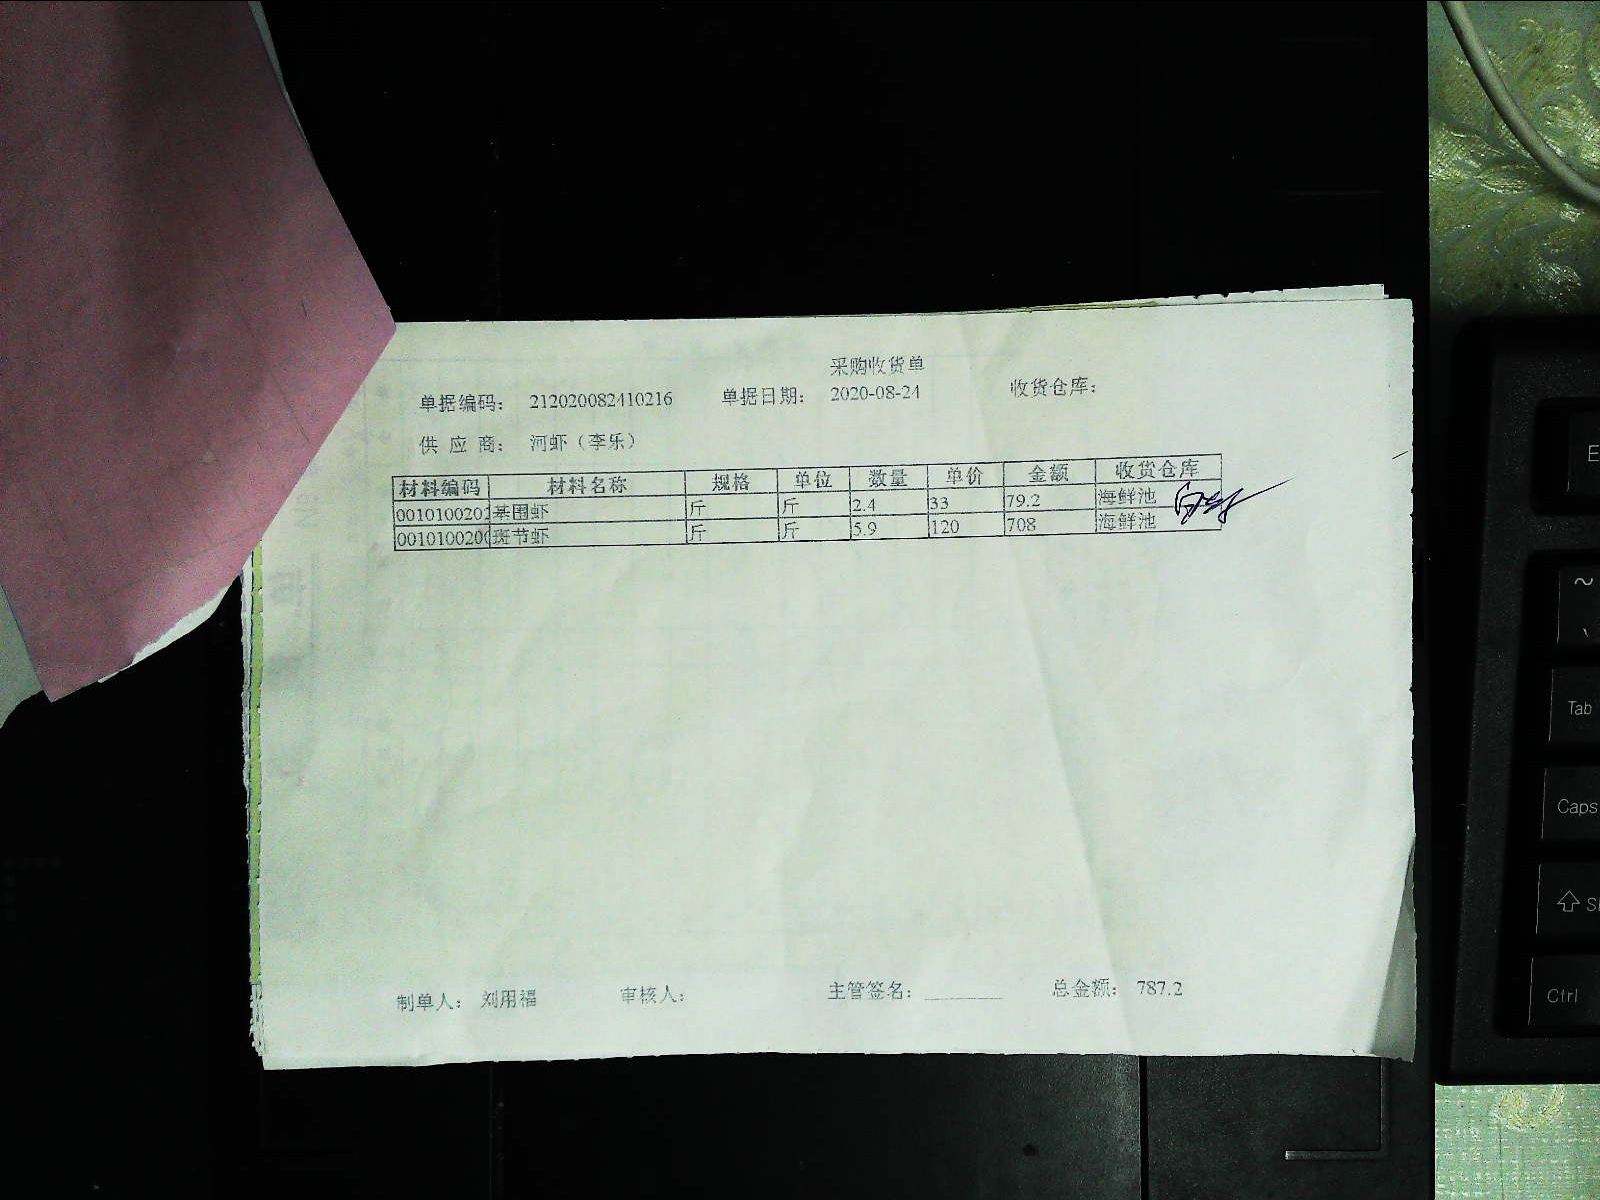 采购收货单
单据编码： 212020082410216 单据日期： 2020-08-24 收货仓库：
供 应 商： 河虾（李乐）
材料编码 材料名称 规格 单位 数量 单价 金额 收货仓库
0010100202 基围虾 斤 斤 2.4 33 79.2 海鲜池
0010100200 斑节虾 斤 斤 5.9 120 708 海鲜池
制单人： 刘用福 审核人： 主管签名： 总金额： 787.2
E
~
Tab
Caps
Ctrl